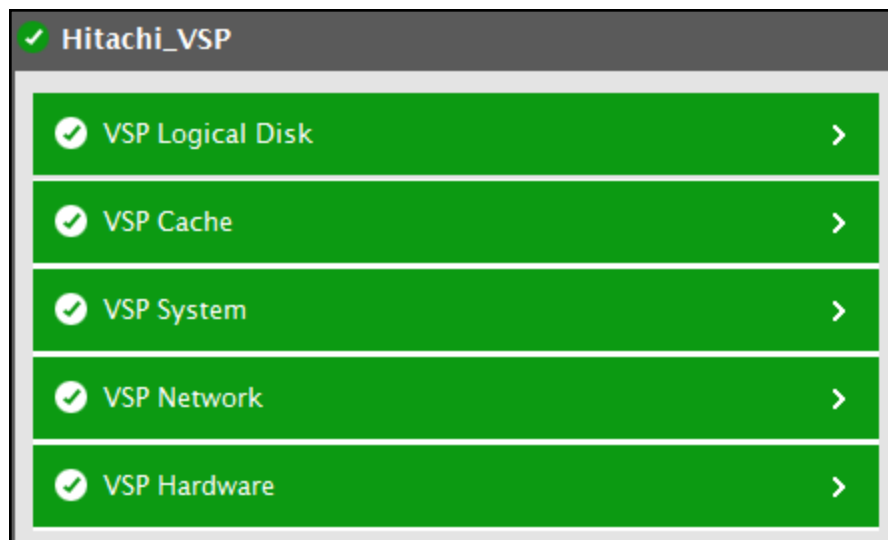 Hitachi_VSP
VSP Logical Disk
VSP Cache
VSP System
VSP Network
VSP Hardware